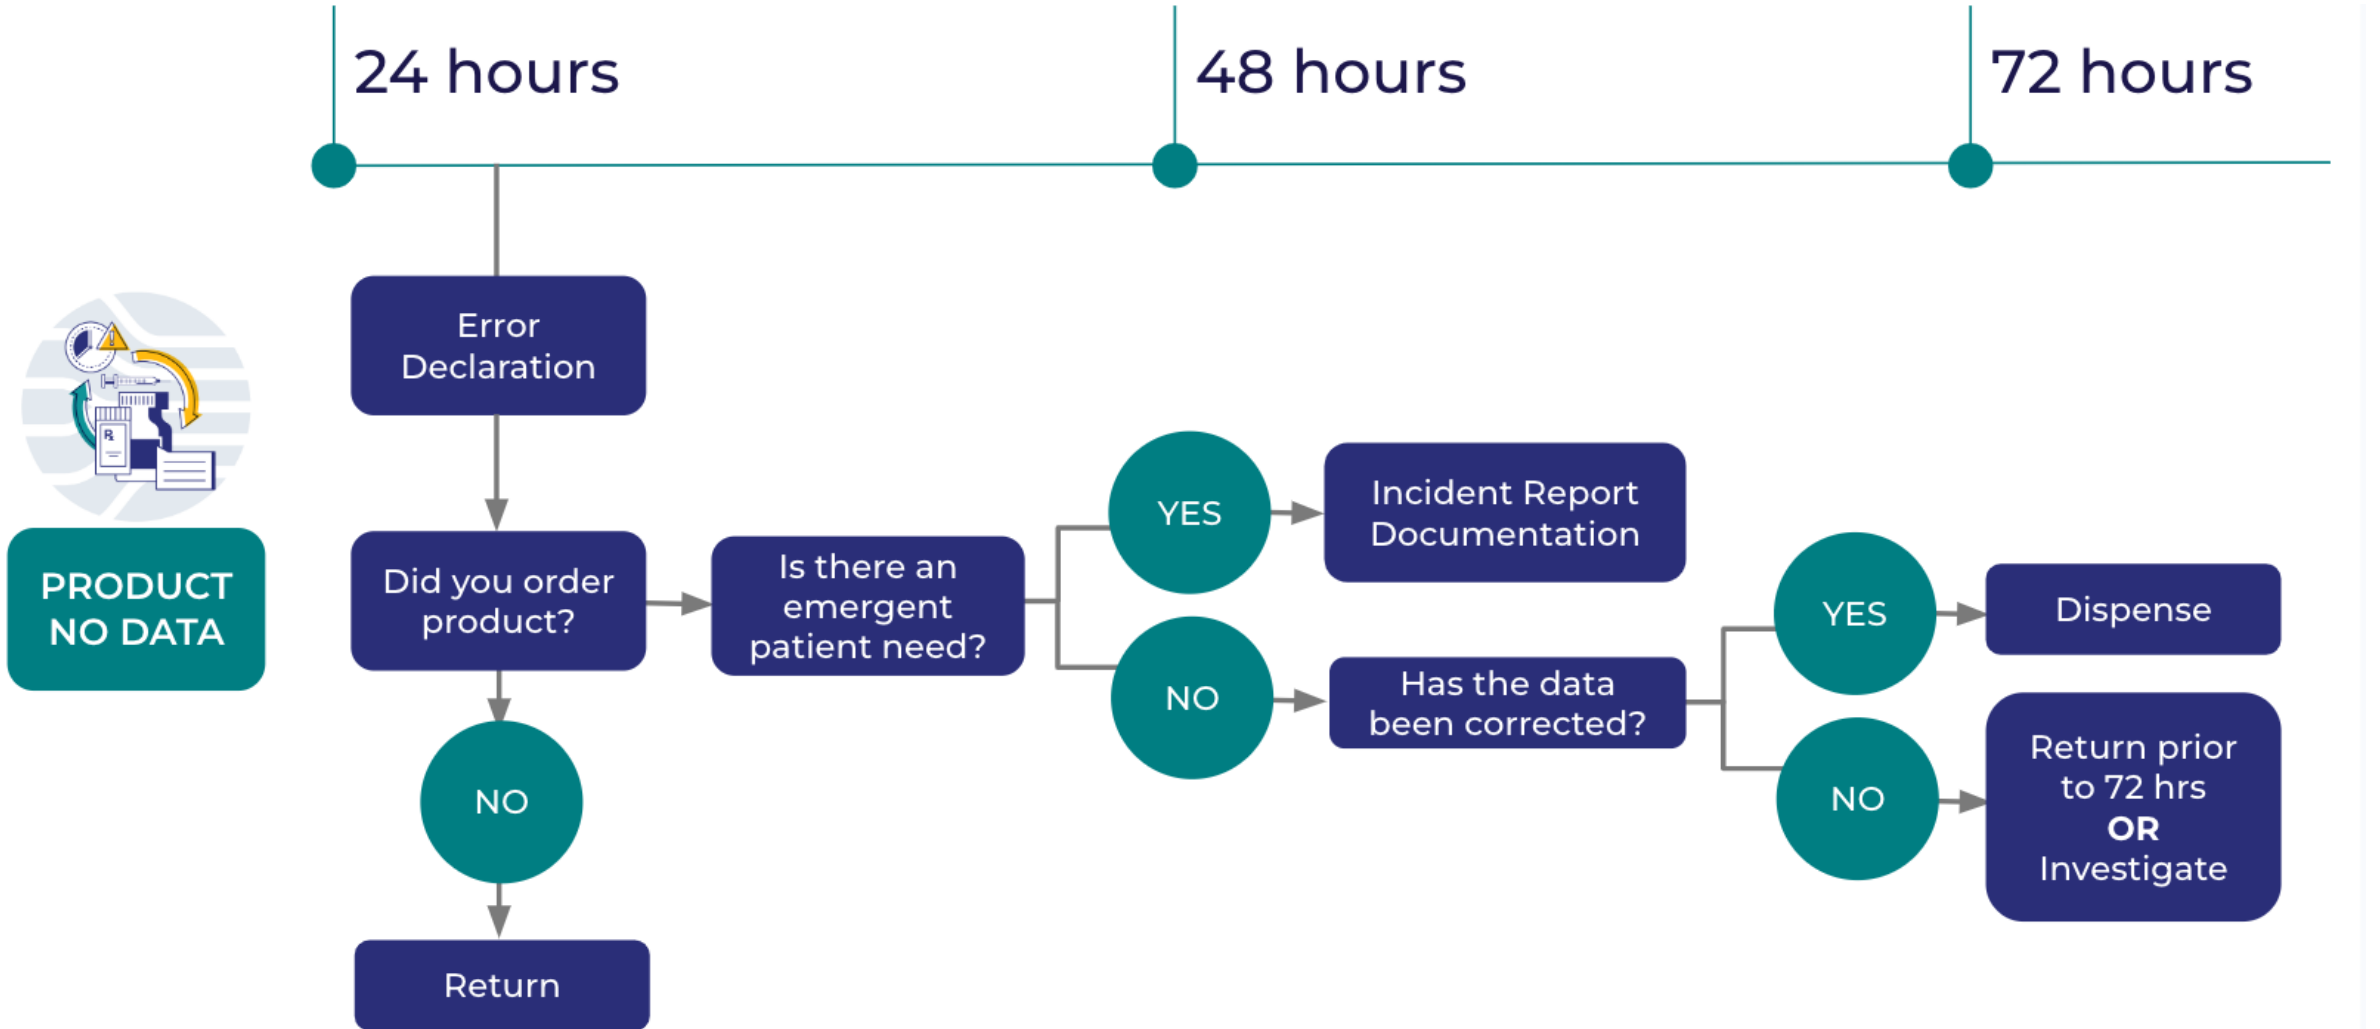 24 hours
48 hours
72 hours
Error
Declaration
PRODUCT
NO DATA
Did you order
product?
Is there an
emergent
patient need?
YES
Incident Report
Documentation
NO
Has the data
been corrected?
YES
Dispense
NO
Return prior
to 72 hrs
OR
Investigate
NO
Return
R